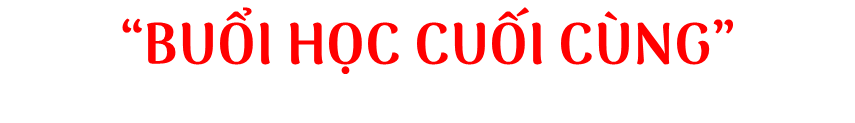 “BUỔI HỌC CUỐI CÙNG”